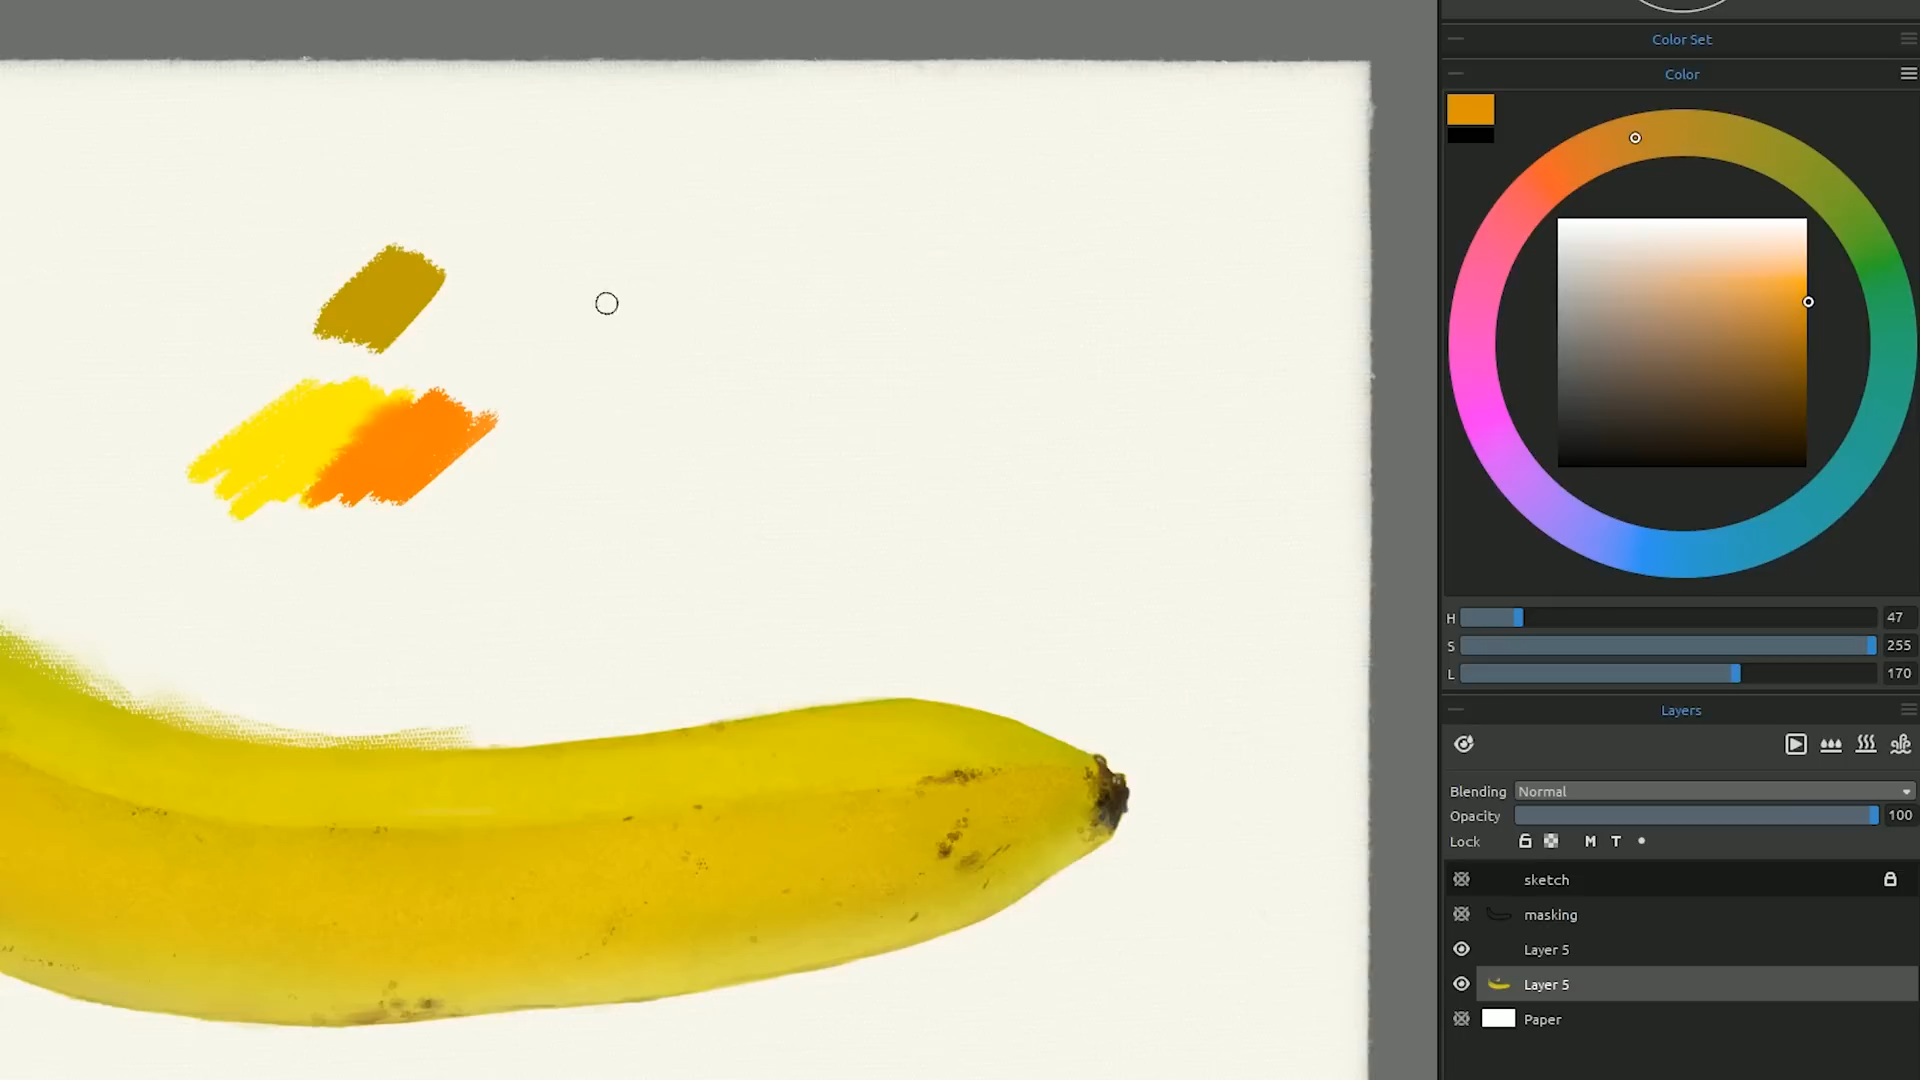 Color Set
Color
H 47
S 255
L 170
Layers
Blending Normal
Opacity 100
Lock M T
sketch
masking
Layer 5
Layer 5
Paper